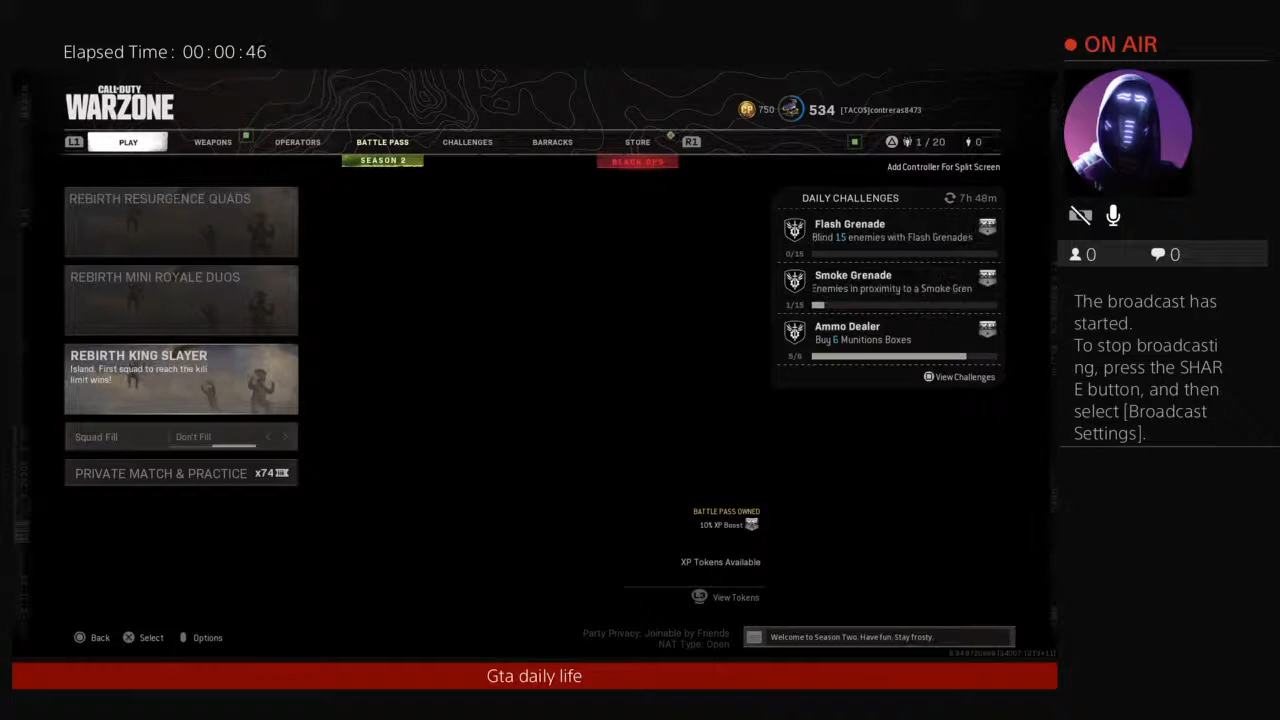 Elapsed Time: 00:00:46
ON AIR
CALL OF DUTY
WARZONE
750
534
[TACOS]contreras8473
L1
PLAY
WEAPONS
OPERATORS
BATTLE PASS
CHALLENGES
BARRACKS
STORE
R1
1 / 20
0
SEASON 2
BLACK OPS
Add Controller For Split Screen
REBIRTH RESURGENCE QUADS
REBIRTH MINI ROYALE DUOS
REBIRTH KING SLAYER
Island. First squad to reach the kill
limit wins!
Squad Fill
Don't Fill
PRIVATE MATCH & PRACTICE x74
DAILY CHALLENGES
7h 48m
Flash Grenade
Blind 15 enemies with Flash Grenades
0/15
Smoke Grenade
Enemies in proximity to a Smoke Gren
1/15
Ammo Dealer
Buy 6 Munitions Boxes
5/6
View Challenges
BATTLE PASS OWNED
10% XP Boost
XP Tokens Available
L3
View Tokens
Back
Select
Options
Party Privacy: Joinable by Friends
NAT Type: Open
Welcome to Season Two. Have fun. Stay frosty.
0
0
The broadcast has
started.
To stop broadcasti
ng, press the SHAR
E button, and then
select [Broadcast
Settings].
Gta daily life